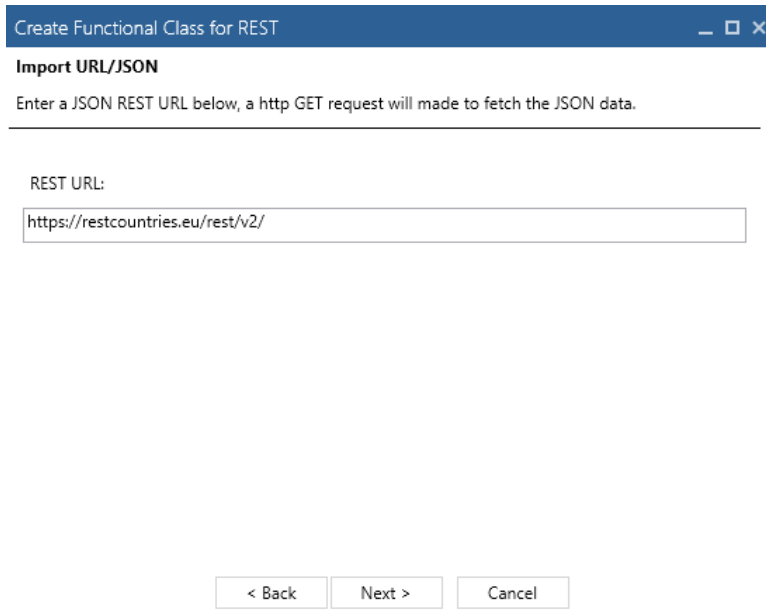 Create Functional Class for REST
Import URL/JSON
Enter a JSON REST URL below, a http GET request will made to fetch the JSON data.
REST URL:
https://restcountries.eu/rest/v2/
< Back Next > Cancel